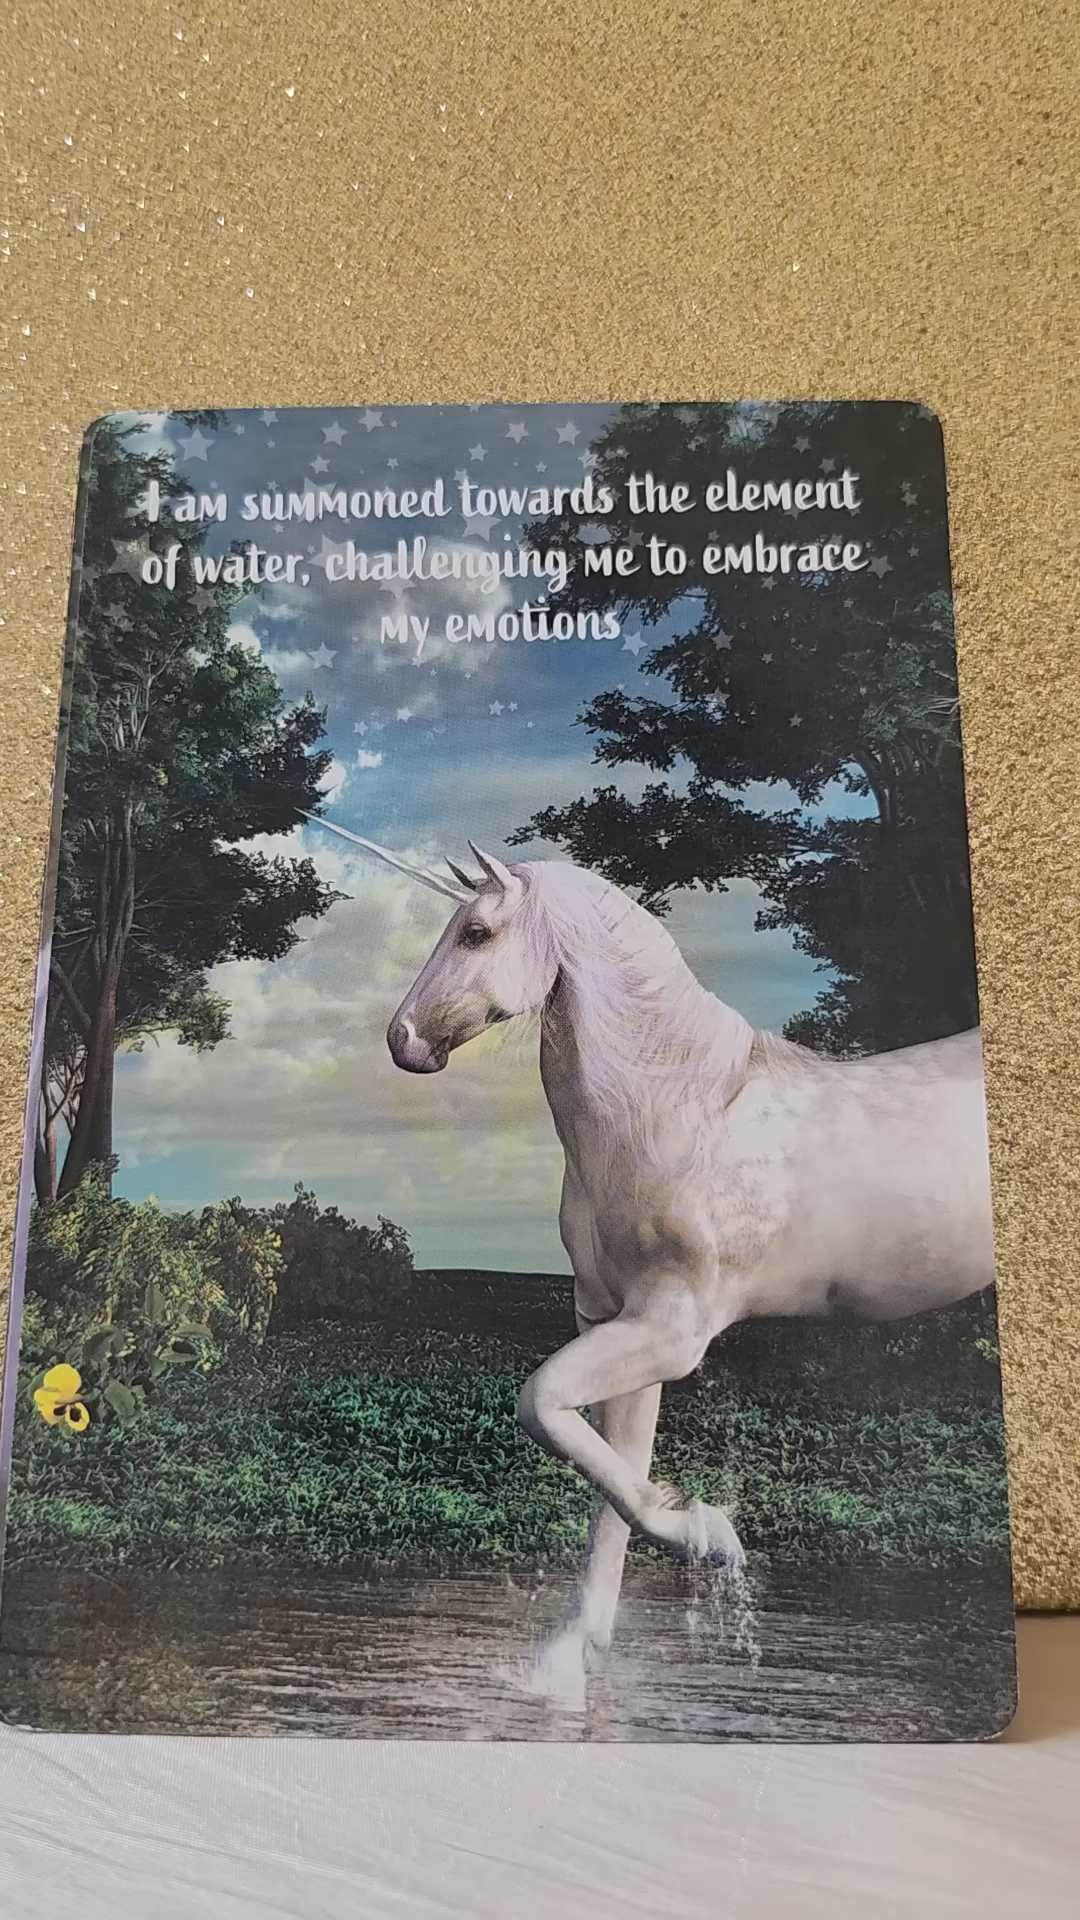 I am summoned towards the element
of water, challenging me to embrace
my emotions